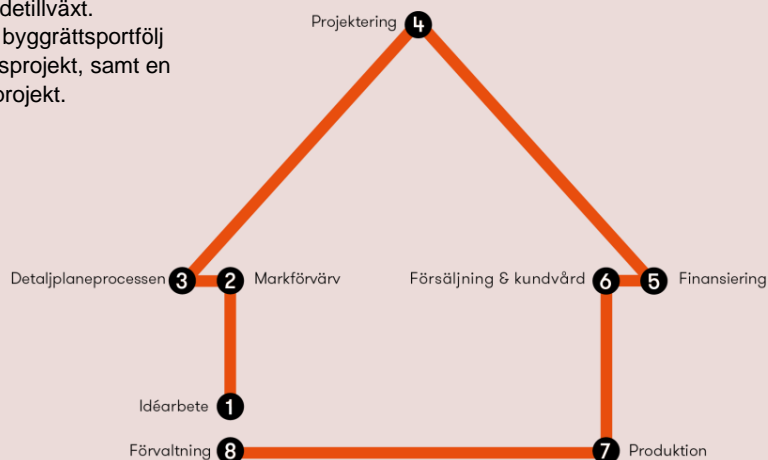 detillväxt.
byggrättsportfölj
sprojekt, samt en
projekt.
Projektering 4
Detaljplaneprocessen 3 2 Markförvärv
Försäljning & kundvård 6 5 Finansiering
Idéarbete 1
Förvaltning 8
7 Produktion